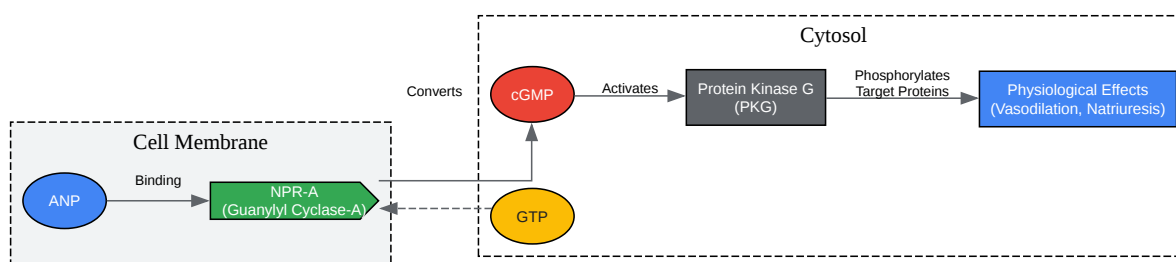 Cell Membrane
ANP
Binding
NPR-A
(Guanylyl Cyclase-A)
Converts
Cytosol
cGMP
GTP
Activates
Protein Kinase G
(PKG)
Phosphorylates
Target Proteins
Physiological Effects
(Vasodilation, Natriuresis)